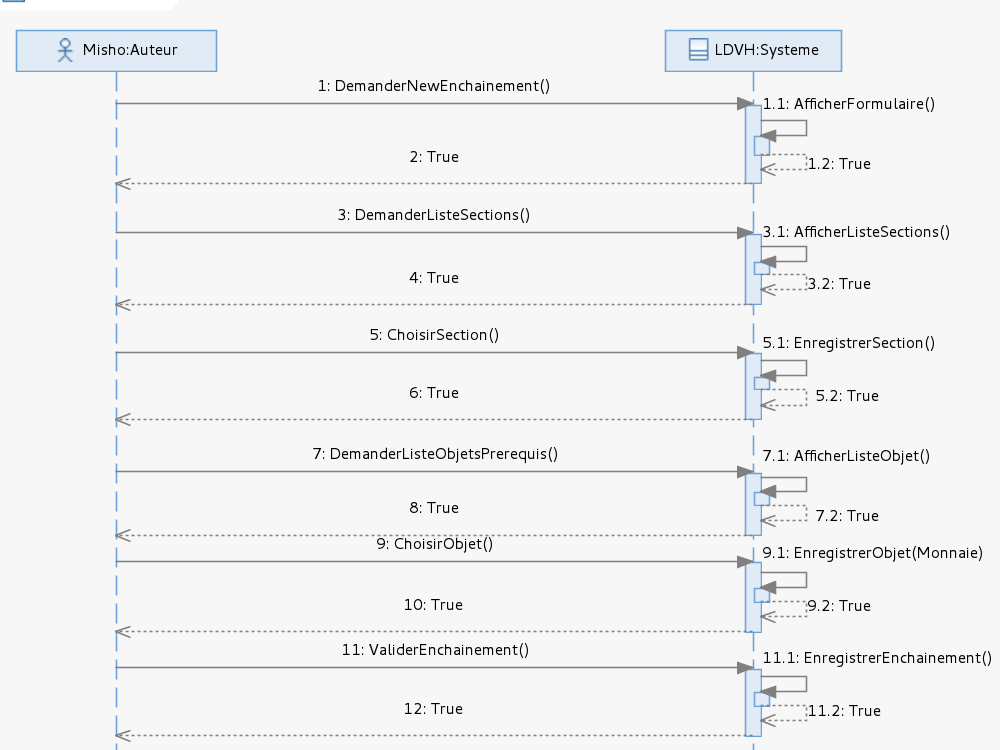 Misho:Auteur
LDVH:Systeme
1: DemanderNewEnchainement()
1.1: AfficherFormulaire()
1.2: True
2: True
3: DemanderListeSections()
3.1: AfficherListeSections()
3.2: True
4: True
5: ChoisirSection()
5.1: EnregistrerSection()
5.2: True
6: True
7: DemanderListeObjetsPrerequis()
7.1: AfficherListeObjet()
7.2: True
8: True
9: ChoisirObjet()
9.1: EnregistrerObjet(Monnaie)
9.2: True
10: True
11: ValiderEnchainement()
11.1: EnregistrerEnchainement()
11.2: True
12: True